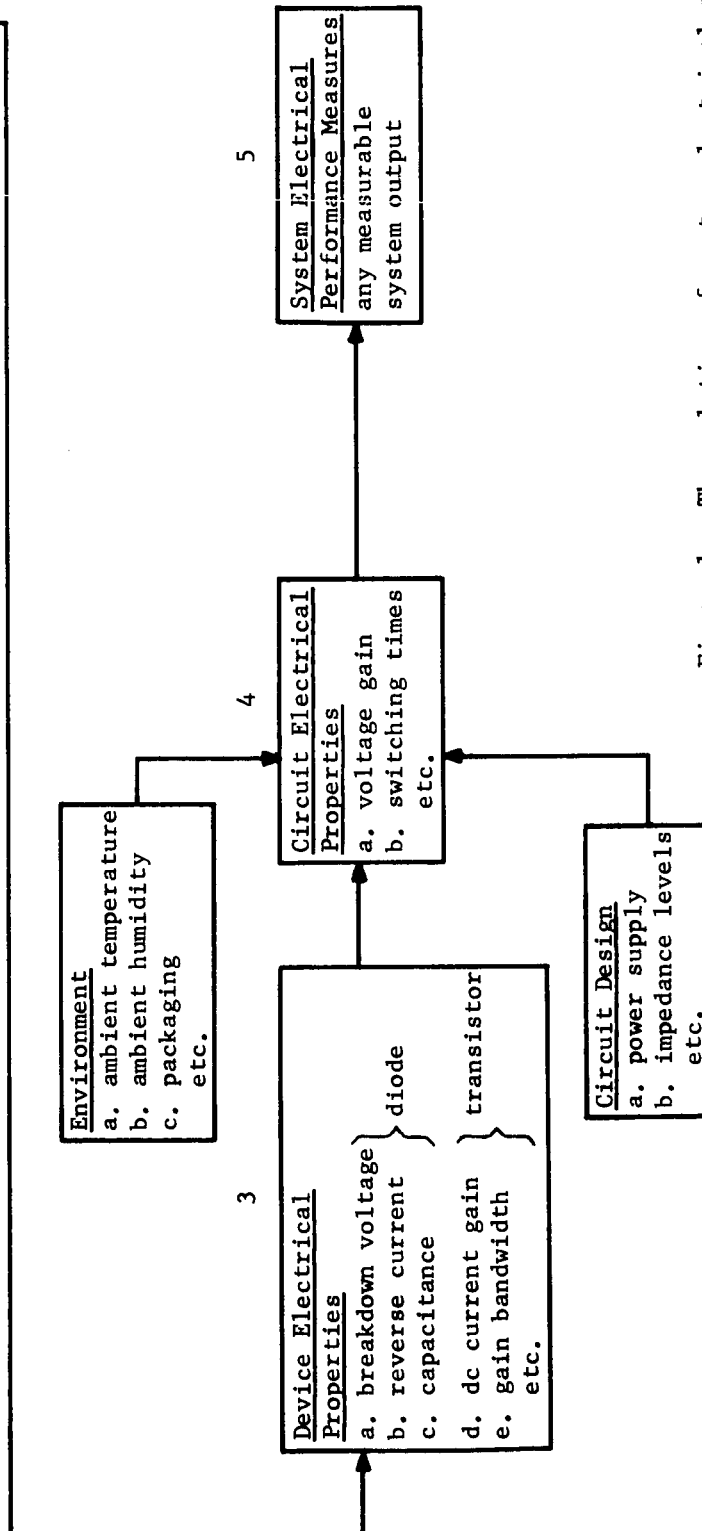 Environment
a. ambient temperature
b. ambient humidity
c. packaging
etc.
3
Device Electrical
Properties
a. breakdown voltage
b. reverse current
c. capacitance
diode
d. dc current gain
e. gain bandwidth
etc.
transistor
4
Circuit Electrical
Properties
a. voltage gain
b. switching times
etc.
5
System Electrical
Performance Measures
any measurable
system output
Circuit Design
a. power supply
b. impedance levels
etc.